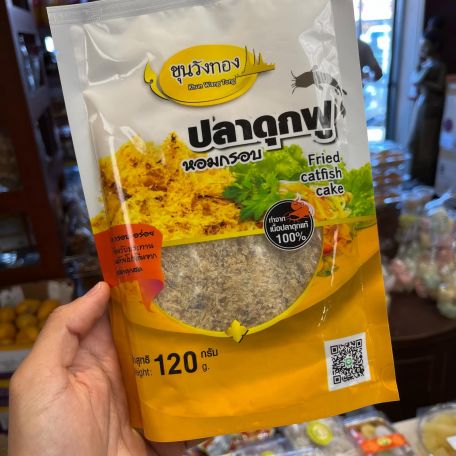 ขุนวังทอง
Khun Wang Tong
ปลาดุกฟู
หอมกรอบ
Fried
catfish
cake
ทำจาก
เนื้อปลาดุกแท้
100%
120 กรัม
g.